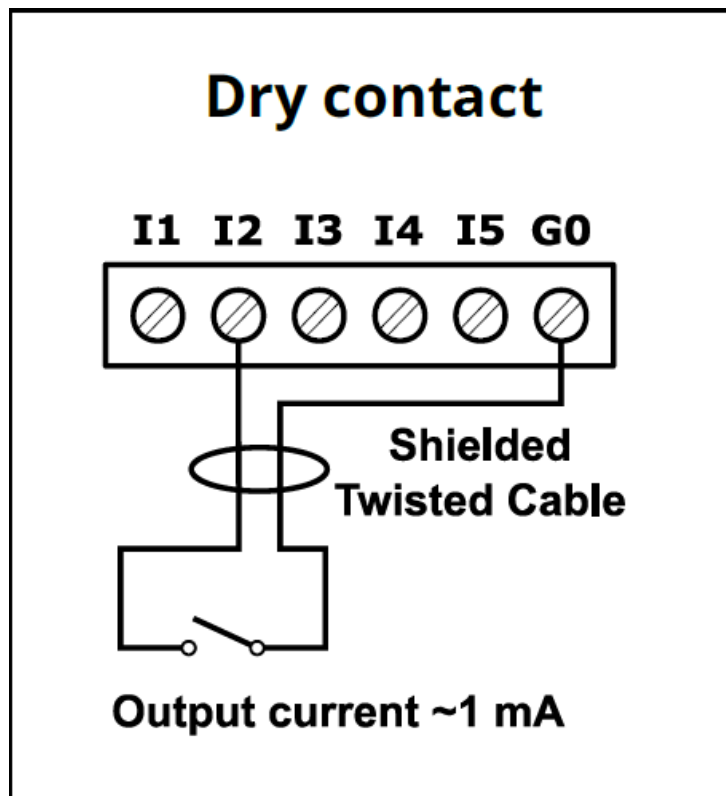 Dry contact
I1 I2 I3 I4 I5 G0
Shielded
Twisted Cable
Output current ~1 mA